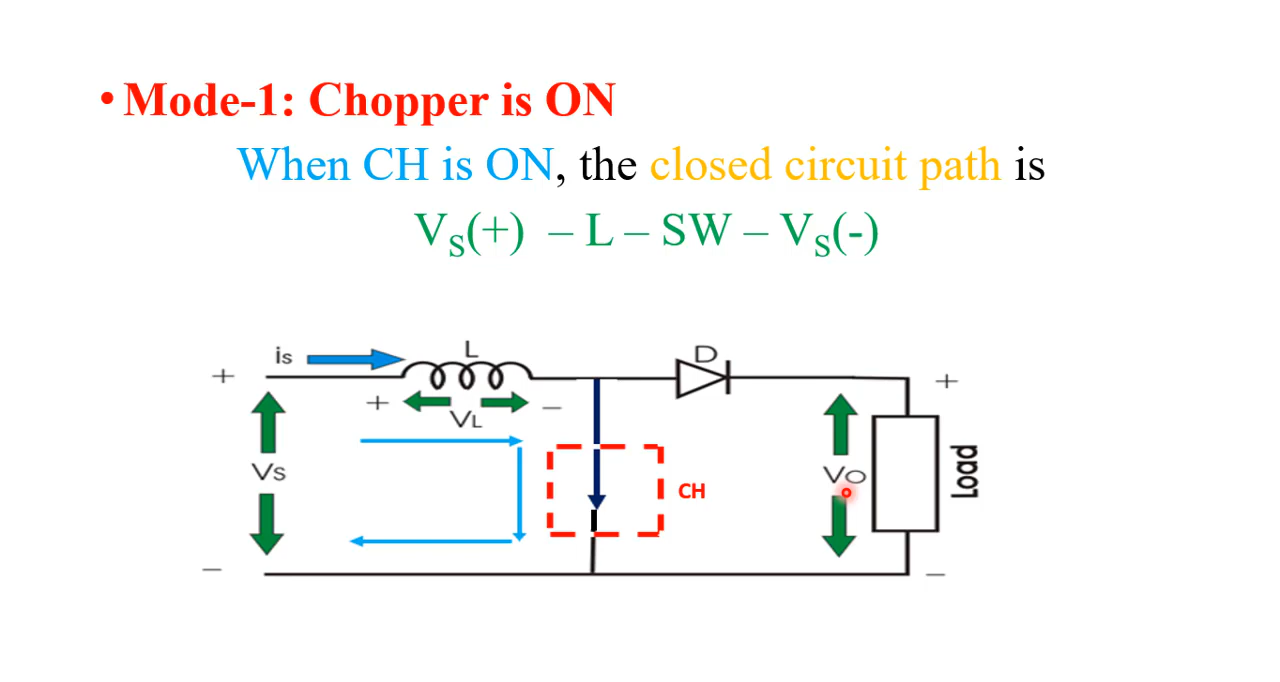 • Mode-1: Chopper is ON
When CH is ON, the closed circuit path is
VS(+) – L – SW – VS(-)
is
L
D
+
+
+
VL
–
Vs
CH
VO
Load
–
–